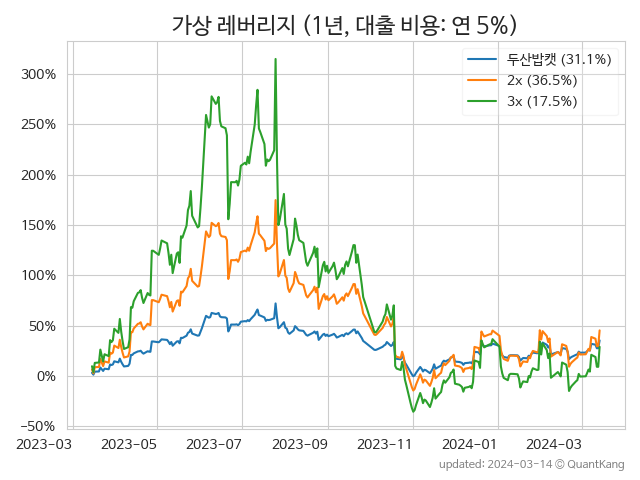 가상 레버리지 (1년, 대출 비용: 연 5%)
두산밥캣 (31.1%)
2x (36.5%)
3x (17.5%)
300%
250%
200%
150%
100%
50%
0%
−50%
2023-03 2023-05 2023-07 2023-09 2023-11 2024-01 2024-03
updated: 2024-03-14 © QuantKang